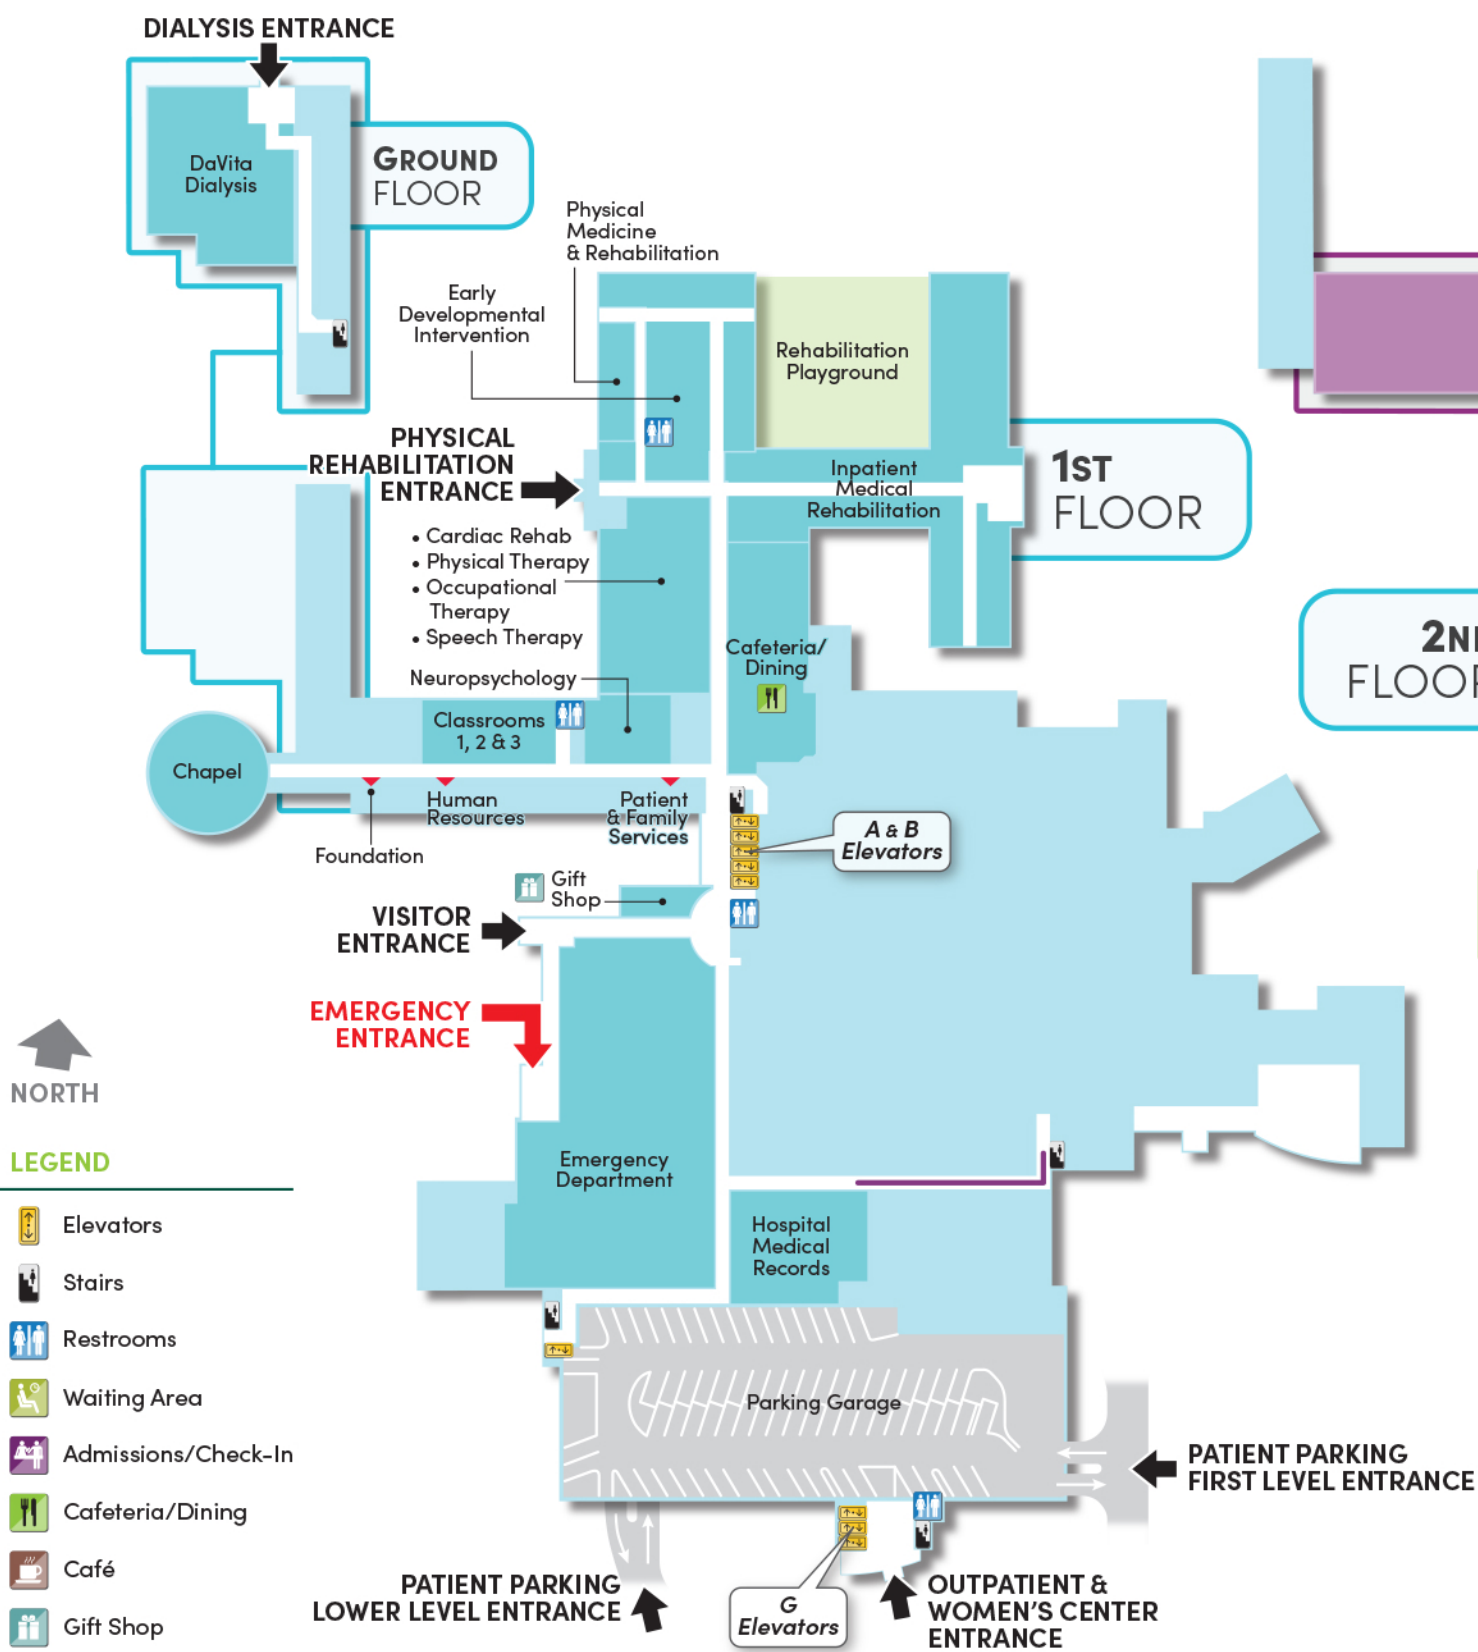 DIALYSIS ENTRANCE
DaVita
Dialysis
GROUND
FLOOR
Physical
Medicine
& Rehabilitation
Early
Developmental
Intervention
Rehabilitation
Playground
PHYSICAL
REHABILITATION
ENTRANCE
Inpatient
Medical
Rehabilitation
1ST
FLOOR
• Cardiac Rehab
• Physical Therapy
• Occupational
Therapy
• Speech Therapy
2N
FLOO
Cafeteria/
Dining
Neuropsychology
Classrooms
1, 2 & 3
Chapel
Human
Resources
Patient
& Family
Services
Foundation
A & B
Elevators
Gift
Shop
VISITOR
ENTRANCE
EMERGENCY
ENTRANCE
NORTH
Emergency
Department
Hospital
Medical
Records
LEGEND
Elevators
Stairs
Restrooms
Waiting Area
Admissions/Check-In
Cafeteria/Dining
Café
Gift Shop
Parking Garage
PATIENT PARKING
FIRST LEVEL ENTRANCE
PATIENT PARKING
LOWER LEVEL ENTRANCE
G
Elevators
OUTPATIENT &
WOMEN'S CENTER
ENTRANCE